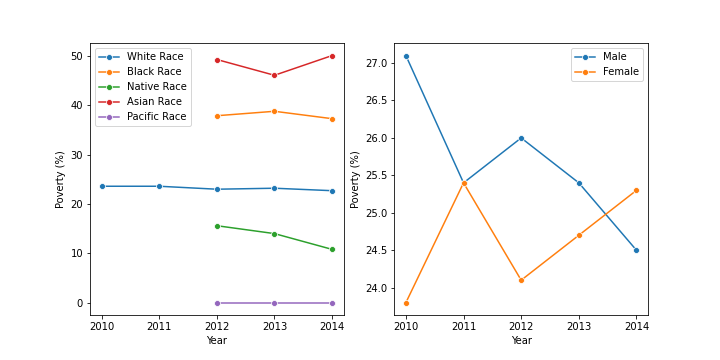 White Race
Black Race
Native Race
Asian Race
Pacific Race
50
40
30
20
10
0
Poverty (%)
2010 2011 2012 2013 2014
Year
Male
Female
27.0
26.5
26.0
25.5
25.0
24.5
24.0
Poverty (%)
2010 2011 2012 2013 2014
Year